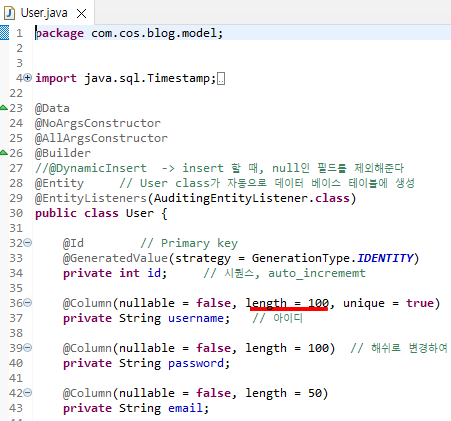 User.java
1 package com.cos.blog.model;
2
3
4 import java.sql.Timestamp;
22
23 @Data
24 @NoArgsConstructor
25 @AllArgsConstructor
26 @Builder
27 //@DynamicInsert -> insert 할 때, null인 필드를 제외해준다
28 @Entity // User class가 자동으로 데이터 베이스 테이블에 생성
29 @EntityListeners(AuditingEntityListener.class)
30 public class User {
31
32 @Id // Primary key
33 @GeneratedValue(strategy = GenerationType.IDENTITY)
34 private int id; // 시퀀스, auto_incrememt
35
36 @Column(nullable = false, length = 100, unique = true)
37 private String username; // 아이디
38
39 @Column(nullable = false, length = 100) // 해쉬로 변경하여
40 private String password;
41
42 @Column(nullable = false, length = 50)
43 private String email;